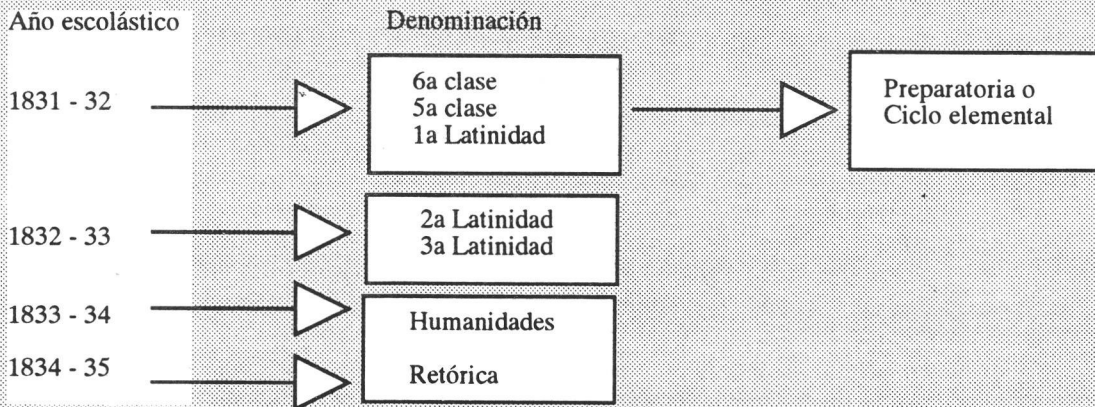 Año escolástico
Denominación
1831 - 32
6a clase
5a clase
1a Latinidad
Preparatoria o
Ciclo elemental
1832 - 33
2a Latinidad
3a Latinidad
1833 - 34
Humanidades
1834 - 35
Retórica